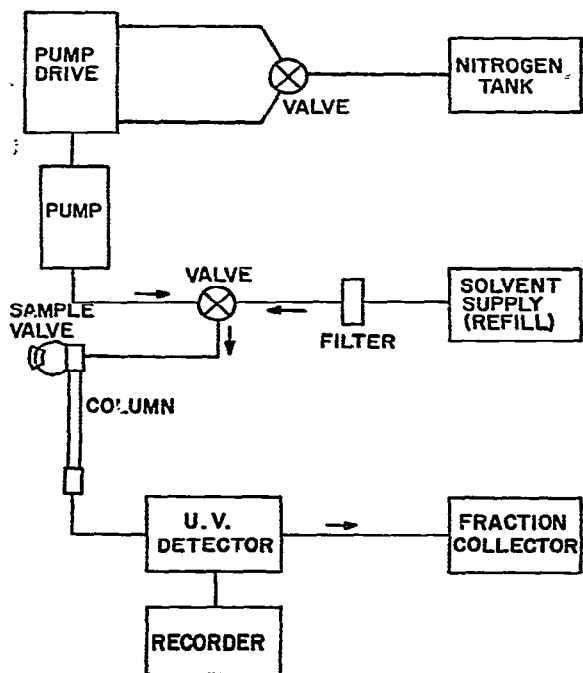 PUMP
DRIVE
VALVE
NITROGEN
TANK
PUMP
VALVE
SAMPLE
VALVE
FILTER
SOLVENT
SUPPLY
(REFILL)
COLUMN
U.V.
DETECTOR
FRACTION
COLLECTOR
RECORDER